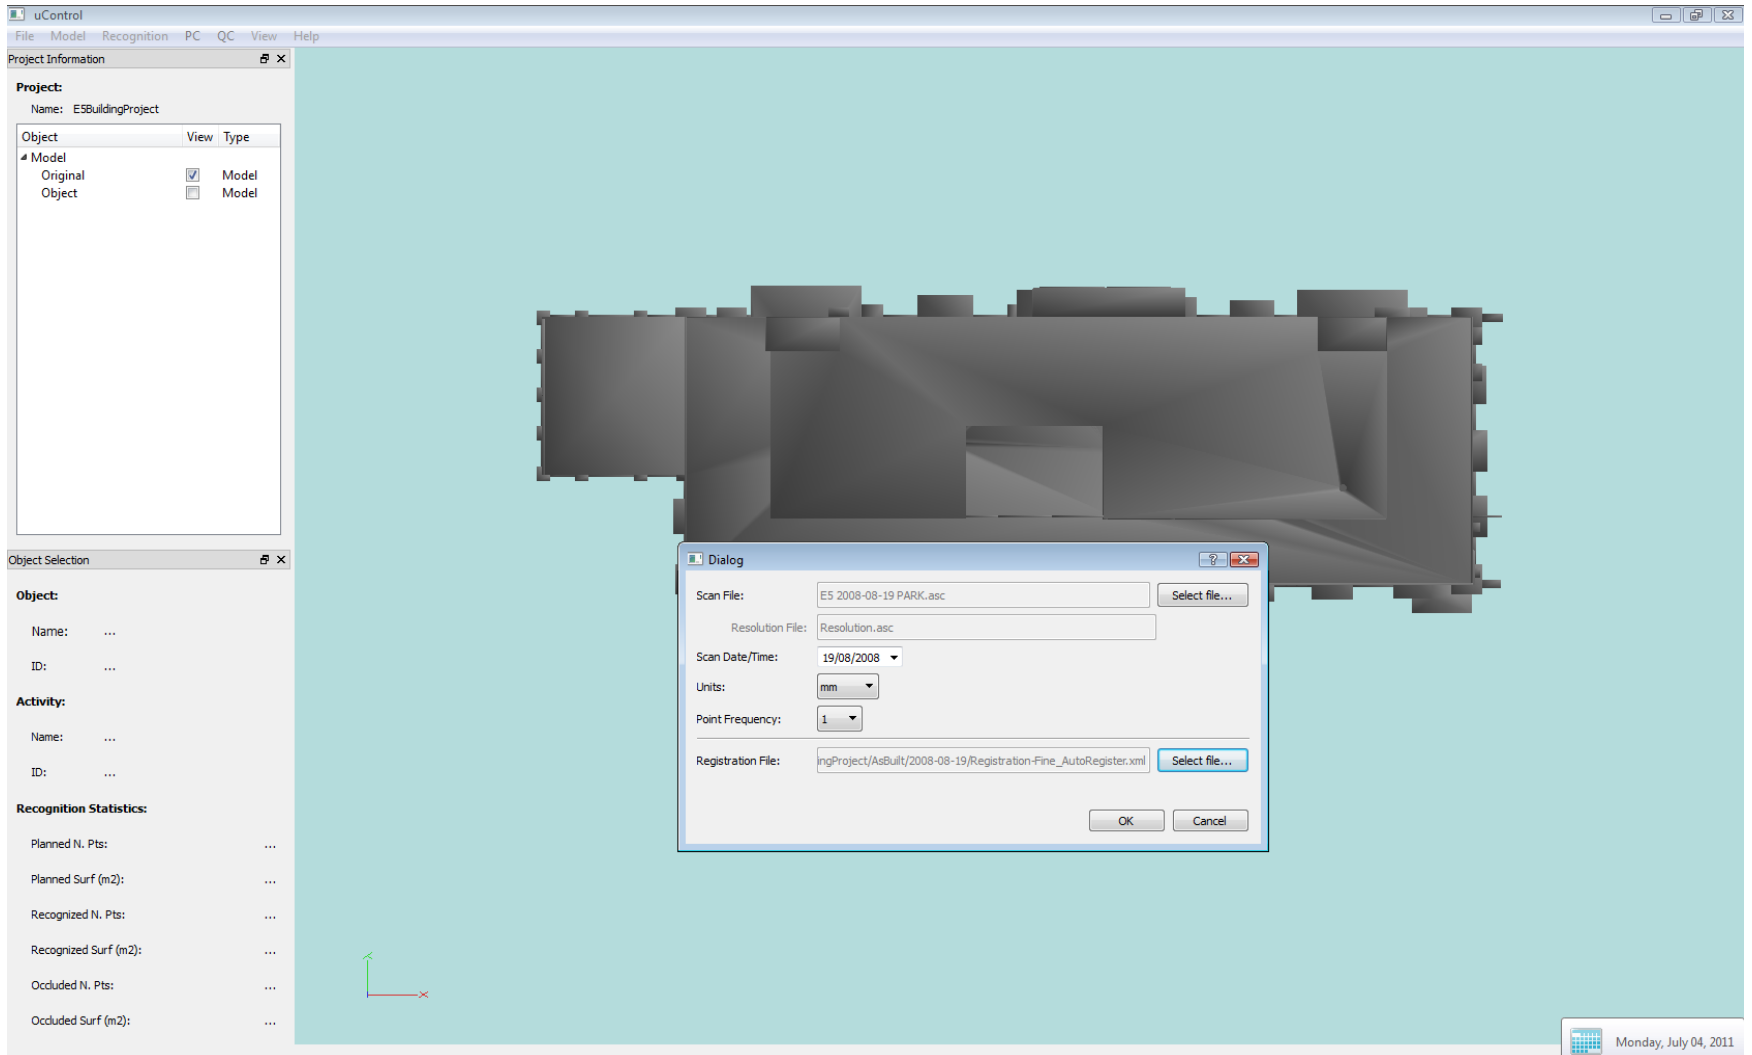 uControl
File Model Recognition PC QC View Help
Project Information
Project:
Name: E5BuildingProject
Object View Type
Model
Original Model
Object Model
Object Selection
Object:
Name: ...
ID: ...
Activity:
Name: ...
ID: ...
Recognition Statistics:
Planned N. Pts: ...
Planned Surf (m2): ...
Recognized N. Pts: ...
Recognized Surf (m2): ...
Occluded N. Pts: ...
Occluded Surf (m2): ...
Dialog
Scan File: E5 2008-08-19 PARK.asc Select file...
Resolution File: Resolution.asc
Scan Date/Time: 19/08/2008
Units: mm
Point Frequency: 1
Registration File: ingProject/AsBuilt/2008-08-19/Registration-Fine_AutoRegister.xml Select file...
OK Cancel
Monday, July 04, 2011